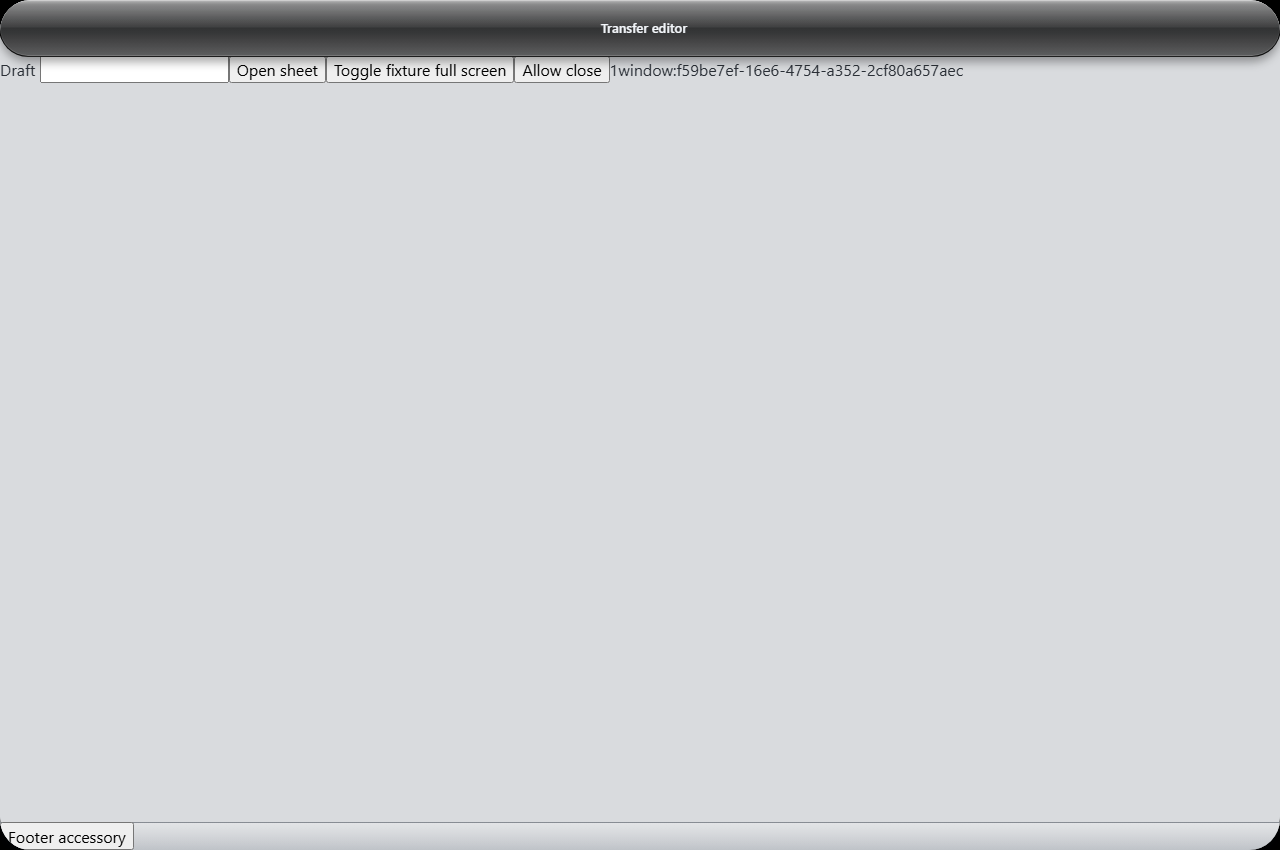 Transfer editor
Draft Open sheet Toggle fixture full screen Allow close 1window:f59be7ef-16e6-4754-a352-2cf80a657aec
Footer accessory